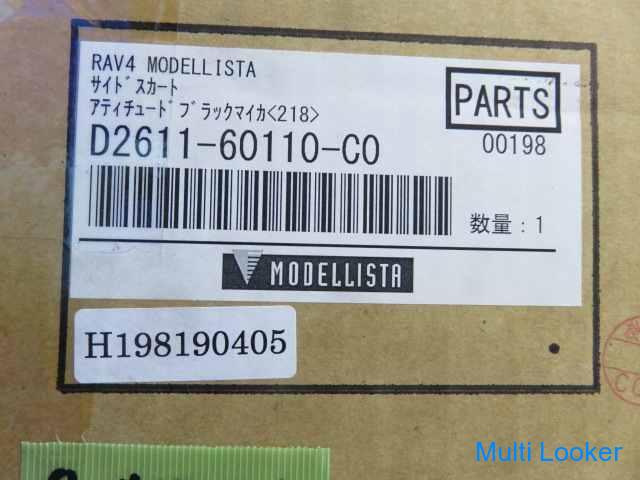 RAV4 MODELLISTA
サイドスカート
アティチュードブラックマイカ<218>
D2611-60110-C0
PARTS
00198
数量：1
MODELLISTA
H198190405
Multi Looker